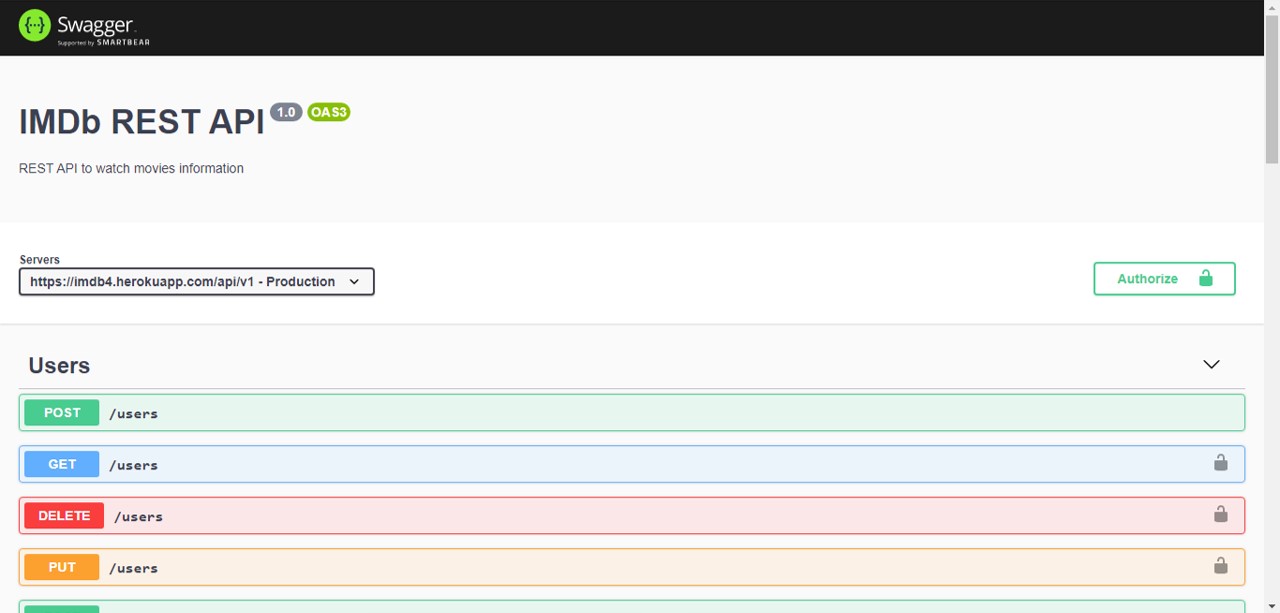 {···} Swagger
Supported by SMARTBEAR
IMDb REST API 1.0 OAS3
REST API to watch movies information
Servers
https://imdb4.herokuapp.com/api/v1 - Production
Authorize
Users
POST /users
GET /users
DELETE /users
PUT /users